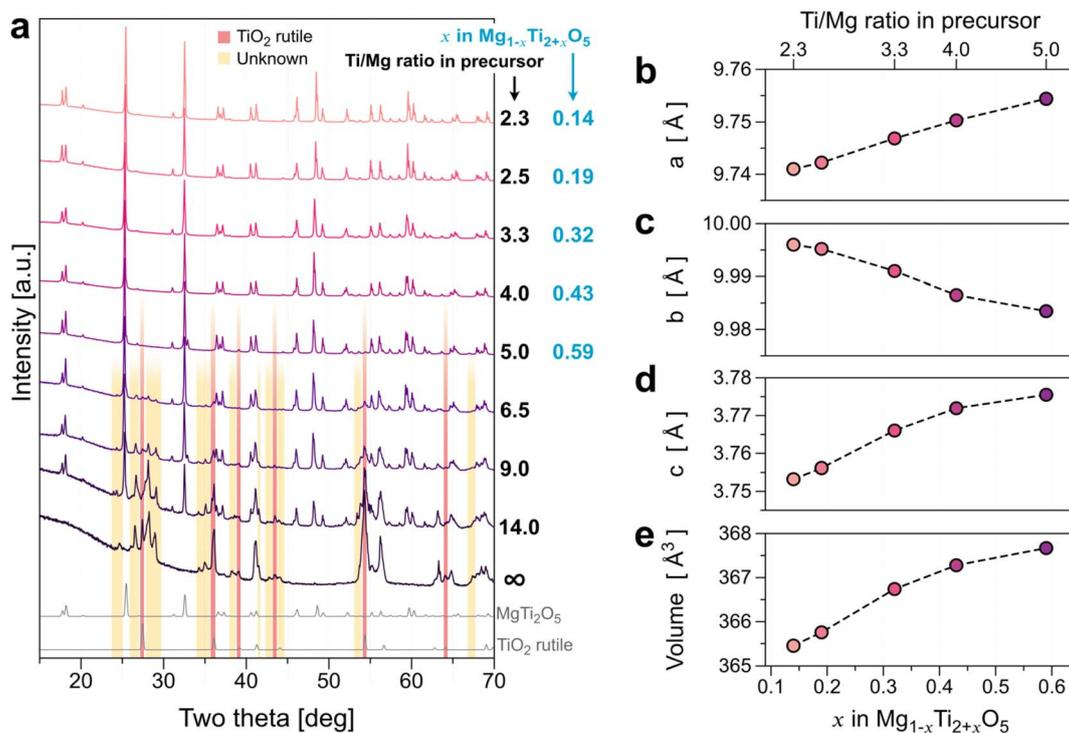 a
TiO2 rutile
Unknown
x in Mg1-xTi2+xO5
Ti/Mg ratio in precursor
2.3 0.14
2.5 0.19
3.3 0.32
4.0 0.43
5.0 0.59
6.5
9.0
14.0
∞
MgTi2O5
TiO2 rutile
Intensity [a.u.]
20 30 40 50 60 70
Two theta [deg]
Ti/Mg ratio in precursor
2.3 3.3 4.0 5.0
b
9.76
9.75
9.74
a [Å]
c
10.00
9.99
9.98
b [Å]
d
3.78
3.77
3.76
3.75
c [Å]
e
368
367
366
365
Volume [Å3]
0.1 0.2 0.3 0.4 0.5 0.6
x in Mg1-xTi2+xO5